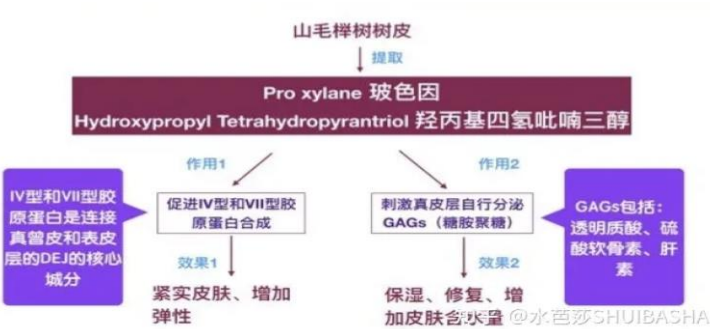 山毛榉树树皮
提取
Pro xylane 玻色因
Hydroxypropyl Tetrahydropyrantriol 羟丙基四氢吡喃三醇
作用1
作用2
IV型和VII型胶
原蛋白是连接
真曾皮和表皮
层的DEJ的核心
城分
促进IV型和VII型胶
原蛋白合成
刺激真皮层自行分泌
GAGs（糖胺聚糖）
GAGs包括：
透明质酸、硫
酸软骨素、肝
素
效果1
效果2
紧实皮肤、增加
弹性
保湿、修复、增
加皮肤含水量
知乎 @水芭莎SHUIBASHA